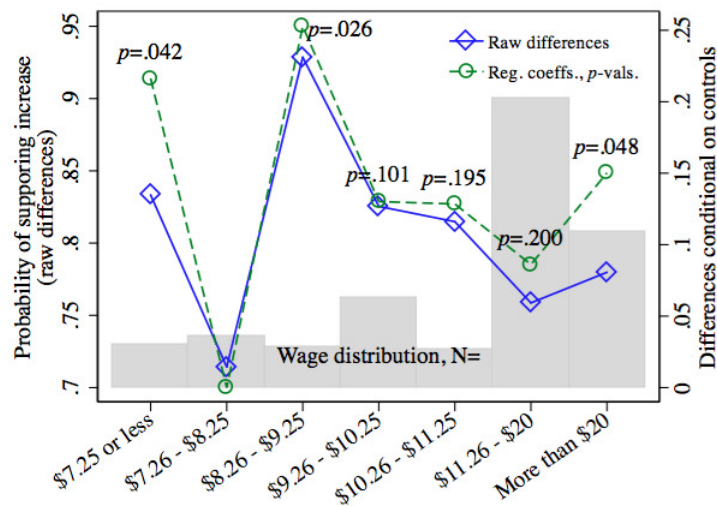 Probability of supporing increase
(raw differences)
.95
.9
.85
.8
.75
.7
p=.042
p=.026
p=.101
p=.195
p=.200
p=.048
Raw differences
Reg. coeffs., p-vals.
Wage distribution, N=
.25
.2
.15
.1
.05
0
Differences conditional on controls
$7.25 or less
$7.26 - $8.25
$8.26 - $9.25
$9.26 - $10.25
$10.26 - $11.25
$11.26 - $20
More than $20